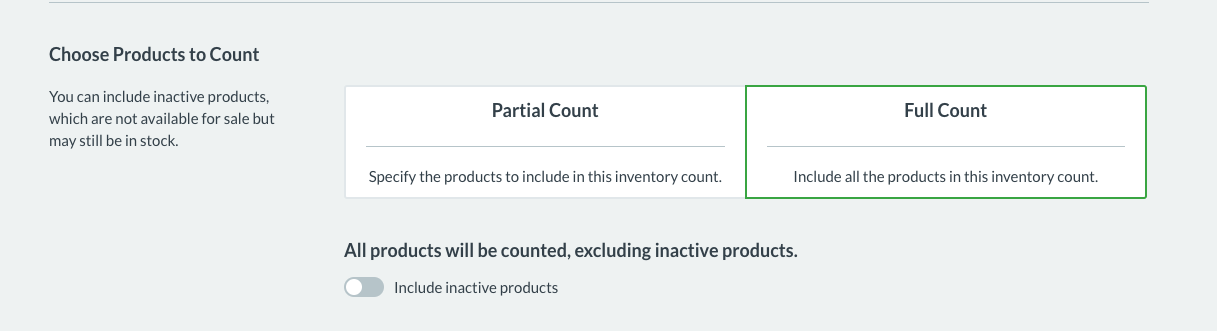 Choose Products to Count
You can include inactive products,
which are not available for sale but
may still be in stock.
Partial Count
Specify the products to include in this inventory count.
Full Count
Include all the products in this inventory count.
All products will be counted, excluding inactive products.
Include inactive products